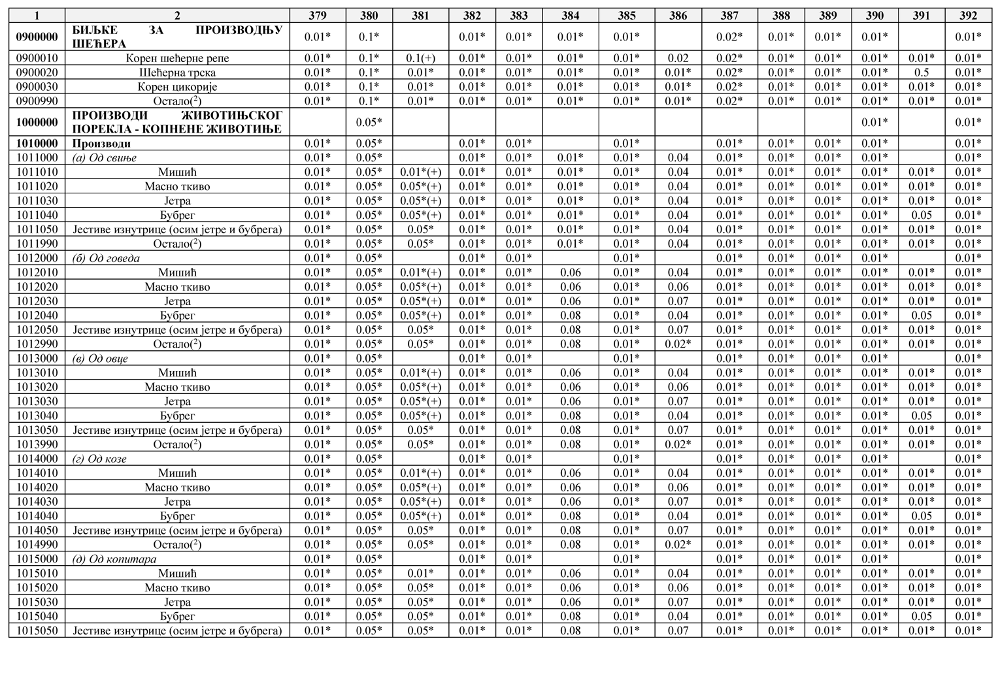 1 2 379 380 381 382 383 384 385 386 387 388 389 390 391 392
0900000 БИЉКЕ ЗА ПРОИЗВОДЊУ 0.01* 0.1* 0.01* 0.01* 0.01* 0.01* 0.02* 0.01* 0.01* 0.01* 0.01*
ШЕЋЕРА
0900010 Корен шећерне репе 0.01* 0.1* 0.1(+) 0.01* 0.01* 0.01* 0.01* 0.02 0.02* 0.01* 0.01* 0.01* 0.01* 0.01*
0900020 Шећерна трска 0.01* 0.1* 0.01* 0.01* 0.01* 0.01* 0.01* 0.01* 0.02* 0.01* 0.01* 0.01* 0.5 0.01*
0900030 Корен цикорије 0.01* 0.1* 0.01* 0.01* 0.01* 0.01* 0.01* 0.01* 0.02* 0.01* 0.01* 0.01* 0.01* 0.01*
0900990 Остало(2) 0.01* 0.1* 0.01* 0.01* 0.01* 0.01* 0.01* 0.01* 0.02* 0.01* 0.01* 0.01* 0.01* 0.01*
1000000 ПРОИЗВОДИ ЖИВОТИЊСКОГ 0.05* 0.01* 0.01*
ПОРЕКЛА - КОПНЕНЕ ЖИВОТИЊЕ
1010000 Производи 0.01* 0.05* 0.01* 0.01* 0.01* 0.01* 0.01* 0.01* 0.01* 0.01*
1011000 (а) Од свиње 0.01* 0.05* 0.01* 0.01* 0.01* 0.01* 0.04 0.01* 0.01* 0.01* 0.01* 0.01*
1011010 Мишић 0.01* 0.05* 0.01*(+) 0.01* 0.01* 0.01* 0.01* 0.04 0.01* 0.01* 0.01* 0.01* 0.01* 0.01*
1011020 Масно ткиво 0.01* 0.05* 0.05*(+) 0.01* 0.01* 0.01* 0.01* 0.04 0.01* 0.01* 0.01* 0.01* 0.01* 0.01*
1011030 Јетра 0.01* 0.05* 0.05*(+) 0.01* 0.01* 0.01* 0.01* 0.04 0.01* 0.01* 0.01* 0.01* 0.01* 0.01*
1011040 Бубрег 0.01* 0.05* 0.05*(+) 0.01* 0.01* 0.01* 0.01* 0.04 0.01* 0.01* 0.01* 0.01* 0.05 0.01*
1011050 Јестиве изнутрице (осим јетре и бубрега) 0.01* 0.05* 0.05* 0.01* 0.01* 0.01* 0.01* 0.04 0.01* 0.01* 0.01* 0.01* 0.01* 0.01*
1011990 Остало(2) 0.01* 0.05* 0.05* 0.01* 0.01* 0.01* 0.01* 0.04 0.01* 0.01* 0.01* 0.01* 0.01* 0.01*
1012000 (б) Од говеда 0.01* 0.05* 0.01* 0.01* 0.01* 0.01* 0.01* 0.01* 0.01* 0.01*
1012010 Мишић 0.01* 0.05* 0.01*(+) 0.01* 0.01* 0.06 0.01* 0.04 0.01* 0.01* 0.01* 0.01* 0.01* 0.01*
1012020 Масно ткиво 0.01* 0.05* 0.05*(+) 0.01* 0.01* 0.06 0.01* 0.06 0.01* 0.01* 0.01* 0.01* 0.01* 0.01*
1012030 Јетра 0.01* 0.05* 0.05*(+) 0.01* 0.01* 0.06 0.01* 0.07 0.01* 0.01* 0.01* 0.01* 0.01* 0.01*
1012040 Бубрег 0.01* 0.05* 0.05*(+) 0.01* 0.01* 0.08 0.01* 0.04 0.01* 0.01* 0.01* 0.01* 0.05 0.01*
1012050 Јестиве изнутрице (осим јетре и бубрега) 0.01* 0.05* 0.05* 0.01* 0.01* 0.08 0.01* 0.07 0.01* 0.01* 0.01* 0.01* 0.01* 0.01*
1012990 Остало(2) 0.01* 0.05* 0.05* 0.01* 0.01* 0.08 0.01* 0.02* 0.01* 0.01* 0.01* 0.01* 0.01* 0.01*
1013000 (в) Од овце 0.01* 0.05* 0.01* 0.01* 0.01* 0.01* 0.01* 0.01* 0.01* 0.01*
1013010 Мишић 0.01* 0.05* 0.01*(+) 0.01* 0.01* 0.06 0.01* 0.04 0.01* 0.01* 0.01* 0.01* 0.01* 0.01*
1013020 Масно ткиво 0.01* 0.05* 0.05*(+) 0.01* 0.01* 0.06 0.01* 0.06 0.01* 0.01* 0.01* 0.01* 0.01* 0.01*
1013030 Јетра 0.01* 0.05* 0.05*(+) 0.01* 0.01* 0.06 0.01* 0.07 0.01* 0.01* 0.01* 0.01* 0.01* 0.01*
1013040 Бубрег 0.01* 0.05* 0.05*(+) 0.01* 0.01* 0.08 0.01* 0.04 0.01* 0.01* 0.01* 0.01* 0.05 0.01*
1013050 Јестиве изнутрице (осим јетре и бубрега) 0.01* 0.05* 0.05* 0.01* 0.01* 0.08 0.01* 0.07 0.01* 0.01* 0.01* 0.01* 0.01* 0.01*
1013990 Остало(2) 0.01* 0.05* 0.05* 0.01* 0.01* 0.08 0.01* 0.02* 0.01* 0.01* 0.01* 0.01* 0.01* 0.01*
1014000 (г) Од козе 0.01* 0.05* 0.01* 0.01* 0.01* 0.01* 0.01* 0.01* 0.01* 0.01*
1014010 Мишић 0.01* 0.05* 0.01*(+) 0.01* 0.01* 0.06 0.01* 0.04 0.01* 0.01* 0.01* 0.01* 0.01* 0.01*
1014020 Масно ткиво 0.01* 0.05* 0.05*(+) 0.01* 0.01* 0.06 0.01* 0.06 0.01* 0.01* 0.01* 0.01* 0.01* 0.01*
1014030 Јетра 0.01* 0.05* 0.05*(+) 0.01* 0.01* 0.06 0.01* 0.07 0.01* 0.01* 0.01* 0.01* 0.01* 0.01*
1014040 Бубрег 0.01* 0.05* 0.05*(+) 0.01* 0.01* 0.08 0.01* 0.04 0.01* 0.01* 0.01* 0.01* 0.05 0.01*
1014050 Јестиве изнутрице (осим јетре и бубрега) 0.01* 0.05* 0.05* 0.01* 0.01* 0.08 0.01* 0.07 0.01* 0.01* 0.01* 0.01* 0.01* 0.01*
1014990 Остало(2) 0.01* 0.05* 0.05* 0.01* 0.01* 0.08 0.01* 0.02* 0.01* 0.01* 0.01* 0.01* 0.01* 0.01*
1015000 (д) Од копитара 0.01* 0.05* 0.01* 0.01* 0.01* 0.01* 0.01* 0.01* 0.01* 0.01*
1015010 Мишић 0.01* 0.05* 0.01* 0.01* 0.01* 0.06 0.01* 0.04 0.01* 0.01* 0.01* 0.01* 0.01* 0.01*
1015020 Масно ткиво 0.01* 0.05* 0.05* 0.01* 0.01* 0.06 0.01* 0.06 0.01* 0.01* 0.01* 0.01* 0.01* 0.01*
1015030 Јетра 0.01* 0.05* 0.05* 0.01* 0.01* 0.06 0.01* 0.07 0.01* 0.01* 0.01* 0.01* 0.01* 0.01*
1015040 Бубрег 0.01* 0.05* 0.05* 0.01* 0.01* 0.08 0.01* 0.04 0.01* 0.01* 0.01* 0.01* 0.05 0.01*
1015050 Јестиве изнутрице (осим јетре и бубрега) 0.01* 0.05* 0.05* 0.01* 0.01* 0.08 0.01* 0.07 0.01* 0.01* 0.01* 0.01* 0.01* 0.01*